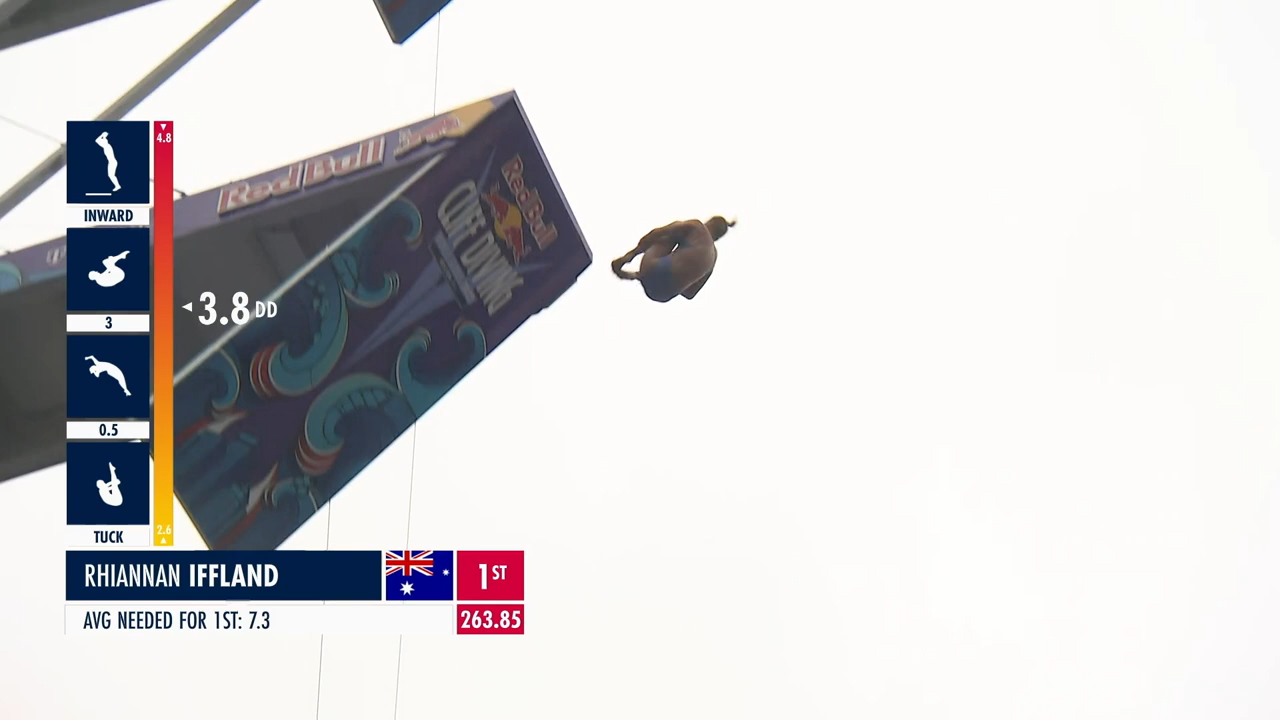 4.8
INWARD
3
3.8 DD
0.5
2.6
TUCK
RHIANNAN IFFLAND
1ST
AVG NEEDED FOR 1ST: 7.3
263.85
Red Bull
Red Bull
CLIFF DIVING